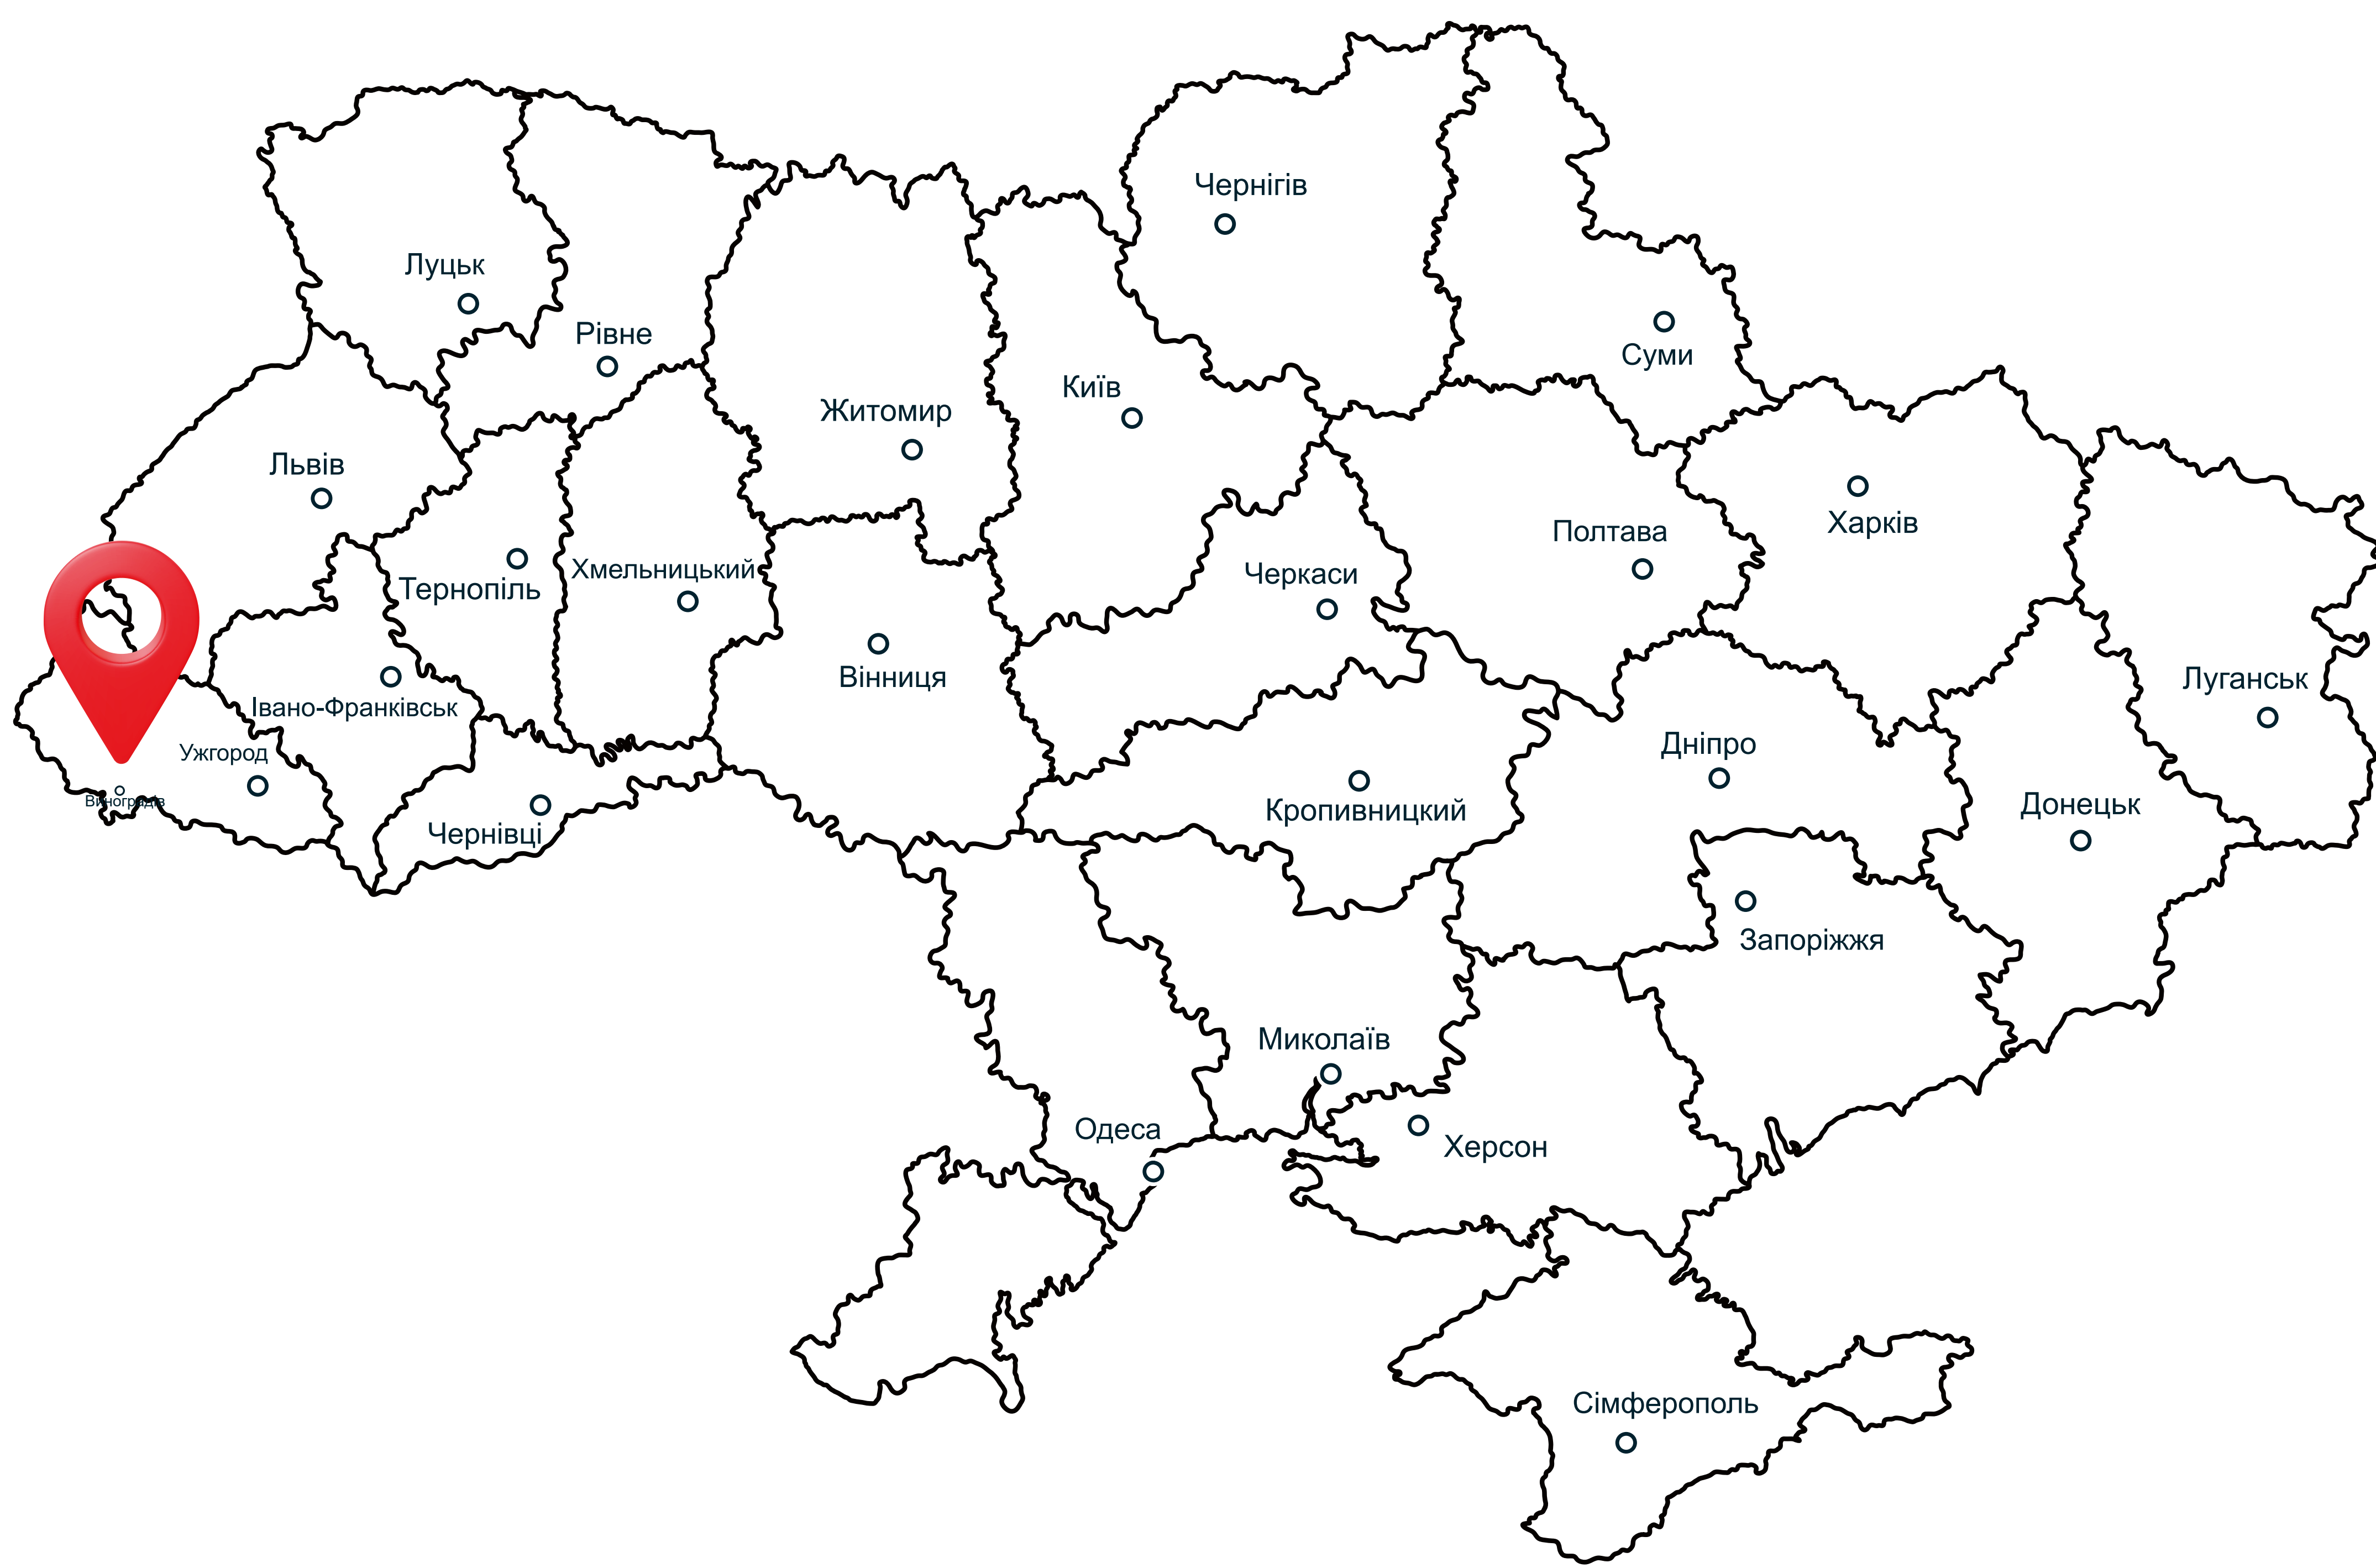 Чернігів
Луцьк
Рівне
Суми
Київ
Житомир
Львів
Харків
Полтава
Хмельницький
Черкаси
Тернопіль
Вінниця
Луганськ
Івано-Франківськ
Дніпро
Ужгород
Виноградів
Донецьк
Кропивницкий
Чернівці
Запоріжжя
Миколаїв
Одеса
Херсон
Сімферополь